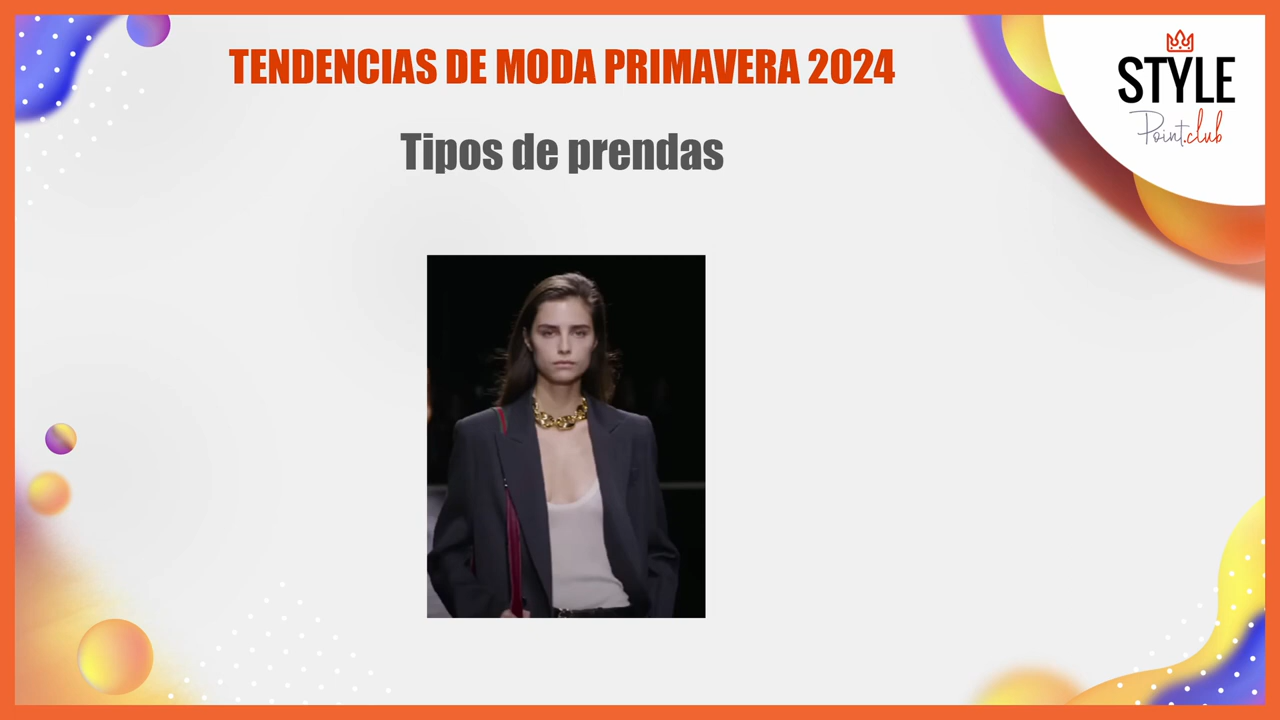 TENDENCIAS DE MODA PRIMAVERA 2024
STYLE
Point.club
Tipos de prendas